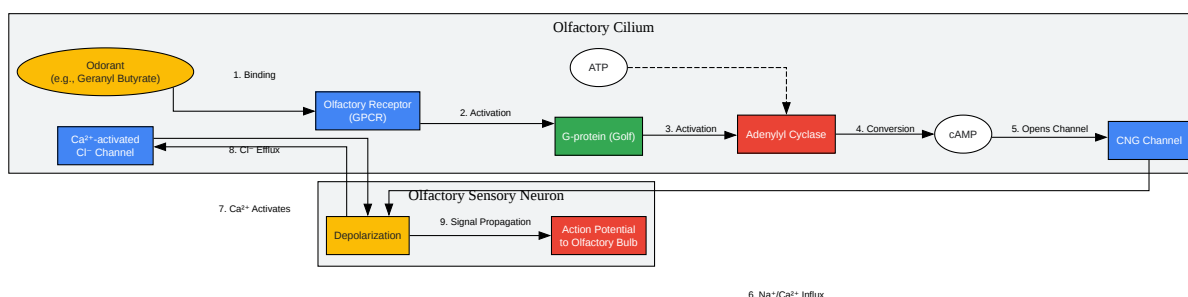 Olfactory Cilium
Odorant
(e.g., Geranyl Butyrate)
1. Binding
Olfactory Receptor
(GPCR)
2. Activation
G-protein (Golf)
3. Activation
ATP
Adenylyl Cyclase
4. Conversion
cAMP
5. Opens Channel
CNG Channel
Ca²⁺-activated
Cl⁻ Channel
8. Cl⁻ Efflux
7. Ca²⁺ Activates
Olfactory Sensory Neuron
Depolarization
9. Signal Propagation
Action Potential
to Olfactory Bulb
6. Na⁺/Ca²⁺ Influx